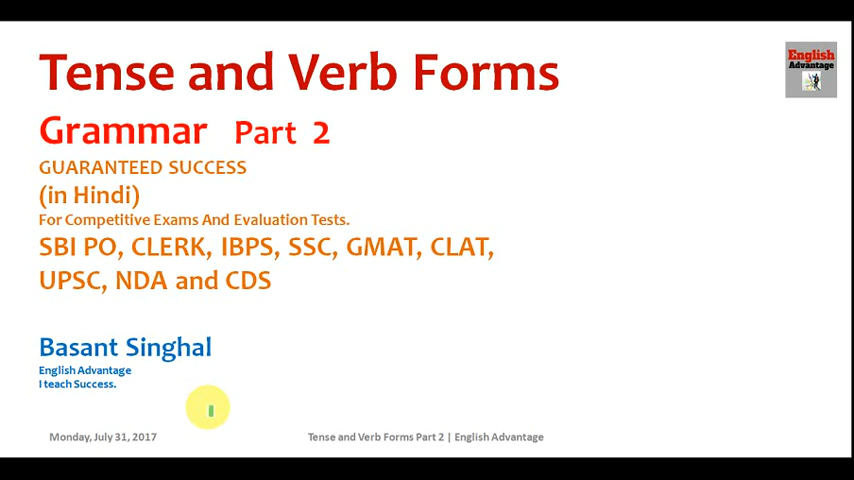 Tense and Verb Forms
English
Advantage
Grammar Part 2
GUARANTEED SUCCESS
(in Hindi)
For Competitive Exams And Evaluation Tests.
SBI PO, CLERK, IBPS, SSC, GMAT, CLAT,
UPSC, NDA and CDS
Basant Singhal
English Advantage
I teach Success.
Monday, July 31, 2017
Tense and Verb Forms Part 2 | English Advantage